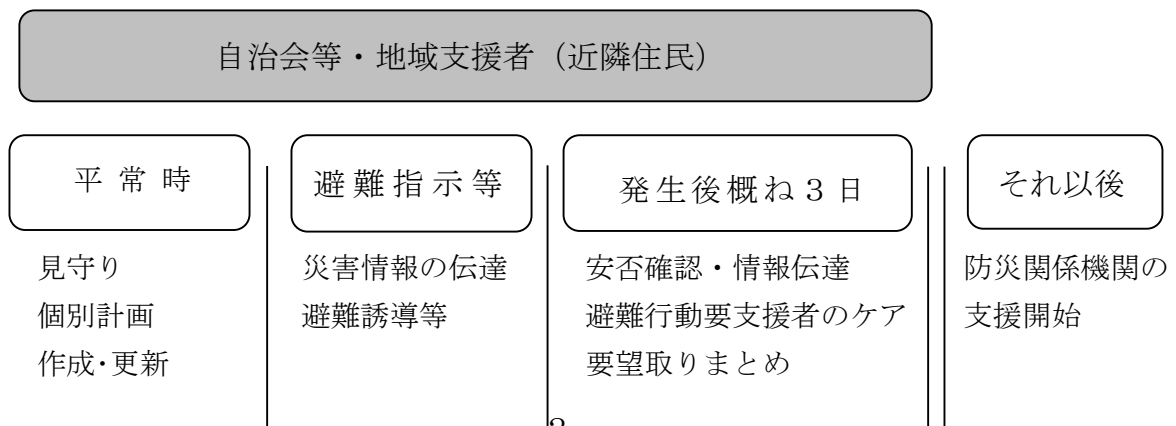 自治会等・地域支援者（近隣住民）
平常時
見守り
個別計画
作成・更新
避難指示等
災害情報の伝達
避難誘導等
発生後概ね３日
安否確認・情報伝達
避難行動要支援者のケア
要望取りまとめ
それ以後
防災関係機関の
支援開始